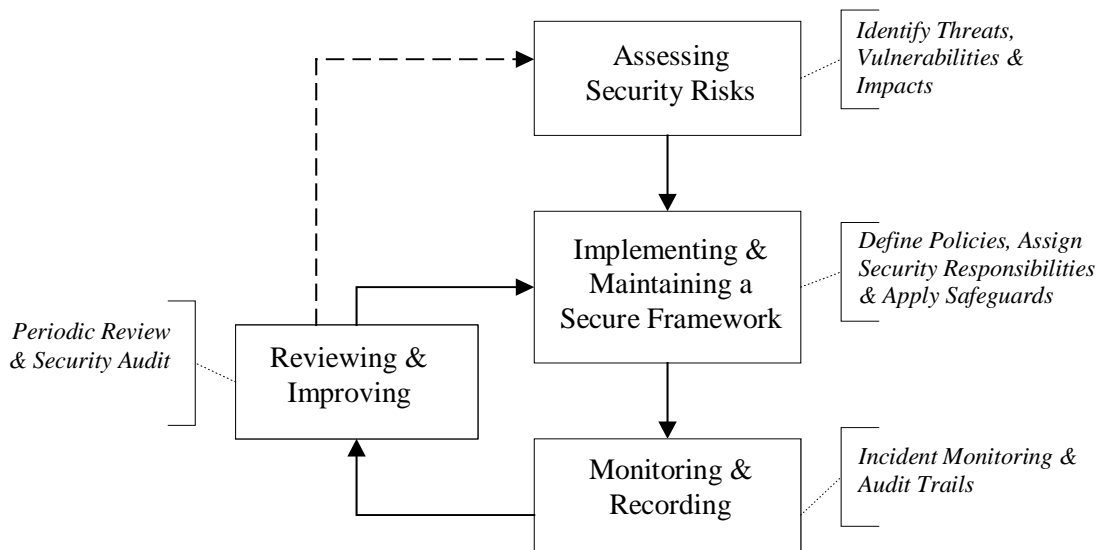 Assessing
Security Risks
Identify Threats,
Vulnerabilities &
Impacts
Implementing &
Maintaining a
Secure Framework
Define Policies, Assign
Security Responsibilities
& Apply Safeguards
Periodic Review
& Security Audit
Reviewing &
Improving
Monitoring &
Recording
Incident Monitoring &
Audit Trails